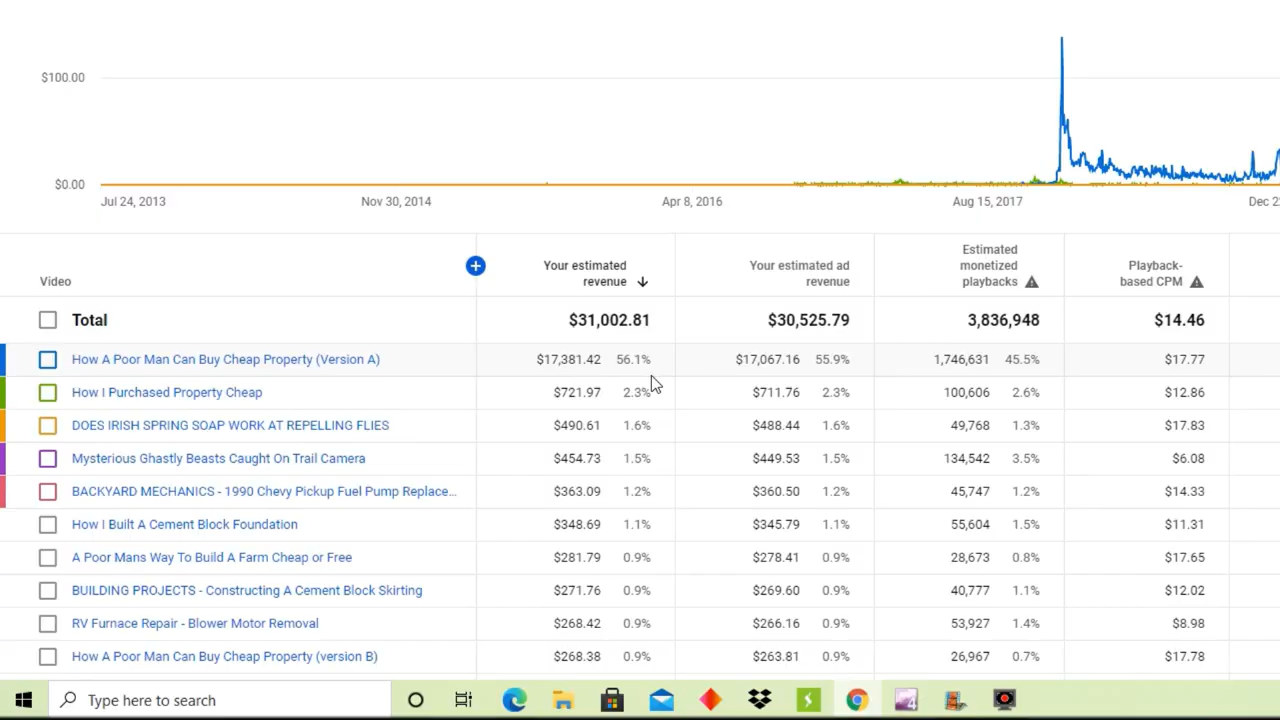 $100.00
$0.00
Jul 24, 2013 Nov 30, 2014 Apr 8, 2016 Aug 15, 2017 Dec 2
Video Your estimated revenue Your estimated ad revenue Estimated monetized playbacks Playback-based CPM
Total $31,002.81 $30,525.79 3,836,948 $14.46
How A Poor Man Can Buy Cheap Property (Version A) $17,381.42 56.1% $17,067.16 55.9% 1,746,631 45.5% $17.77
How I Purchased Property Cheap $721.97 2.3% $711.76 2.3% 100,606 2.6% $12.86
DOES IRISH SPRING SOAP WORK AT REPELLING FLIES $490.61 1.6% $488.44 1.6% 49,768 1.3% $17.83
Mysterious Ghastly Beasts Caught On Trail Camera $454.73 1.5% $449.53 1.5% 134,542 3.5% $6.08
BACKYARD MECHANICS - 1990 Chevy Pickup Fuel Pump Replace... $363.09 1.2% $360.50 1.2% 45,747 1.2% $14.33
How I Built A Cement Block Foundation $348.69 1.1% $345.79 1.1% 55,604 1.5% $11.31
A Poor Mans Way To Build A Farm Cheap or Free $281.79 0.9% $278.41 0.9% 28,673 0.8% $17.65
BUILDING PROJECTS - Constructing A Cement Block Skirting $271.76 0.9% $269.60 0.9% 40,777 1.1% $12.02
RV Furnace Repair - Blower Motor Removal $268.42 0.9% $266.16 0.9% 53,927 1.4% $8.98
How A Poor Man Can Buy Cheap Property (version B) $268.38 0.9% $263.81 0.9% 26,967 0.7% $17.78
Type here to search
4